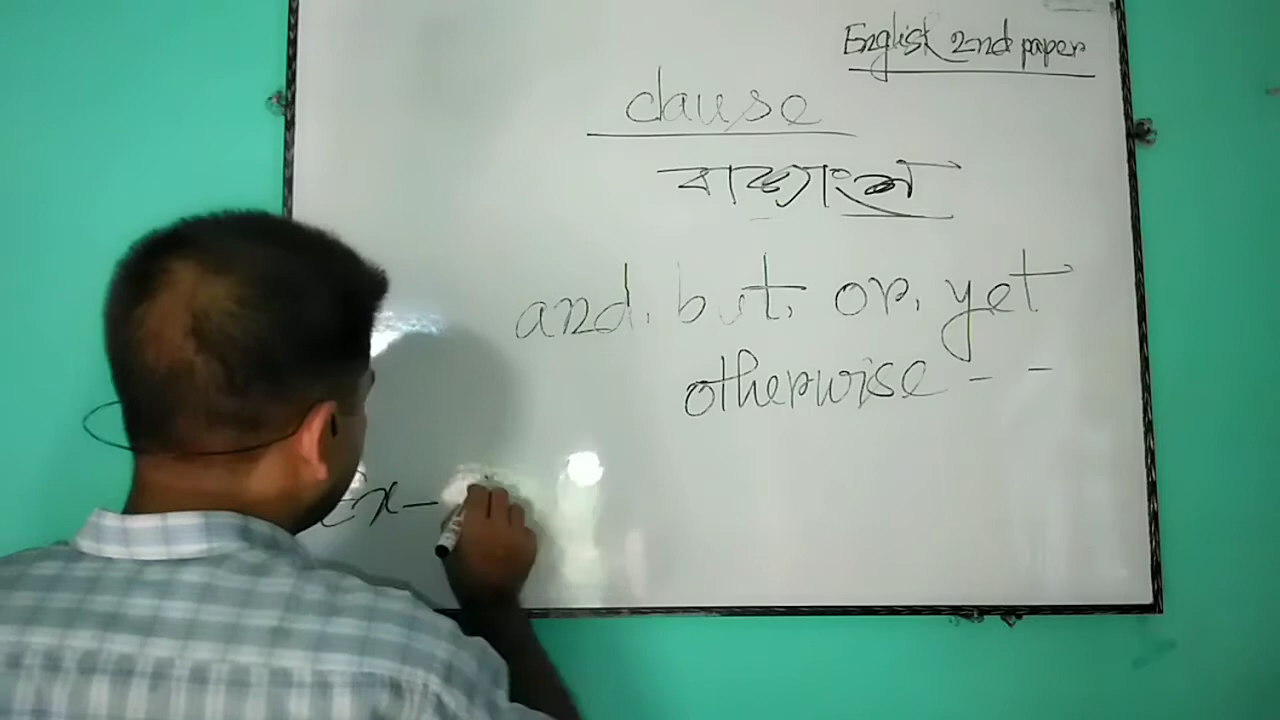 English 2nd paper
clause
বাক্যাংশ
and, but, or, yet
otherwise - -
Ex -